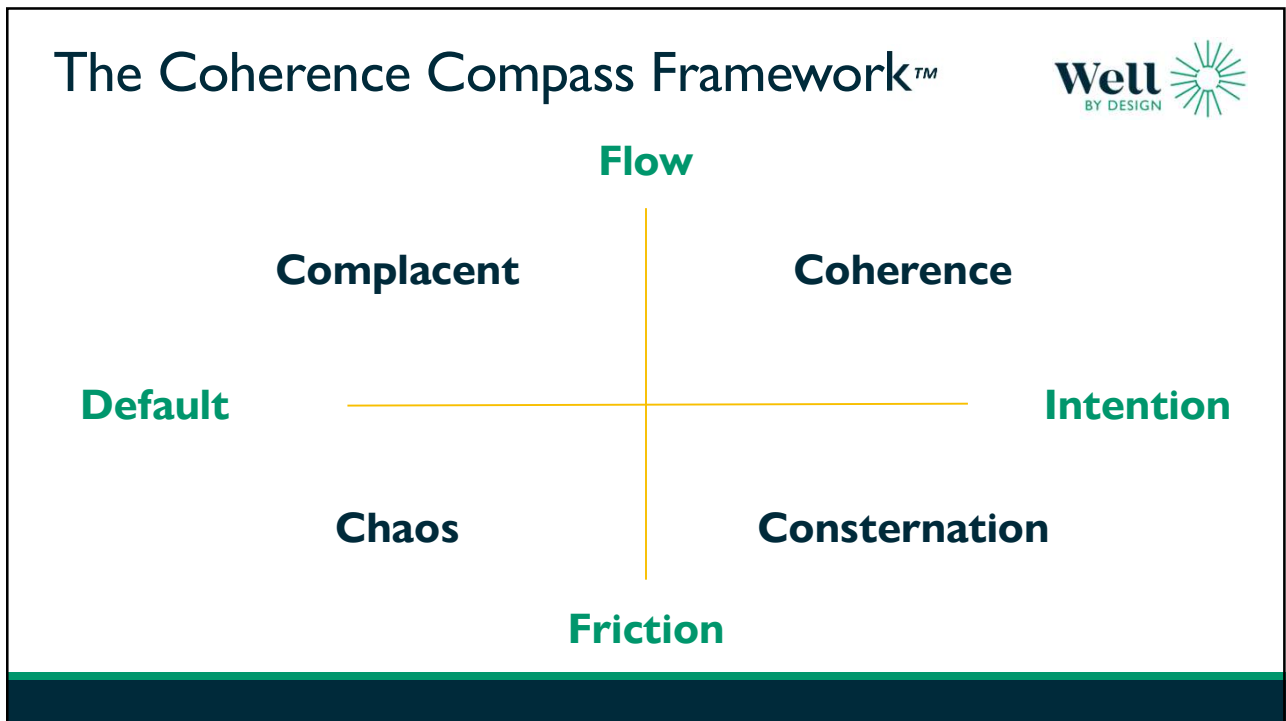 The Coherence Compass Framework™
Well
BY DESIGN
Flow
Complacent Coherence
Default Intention
Chaos Consternation
Friction